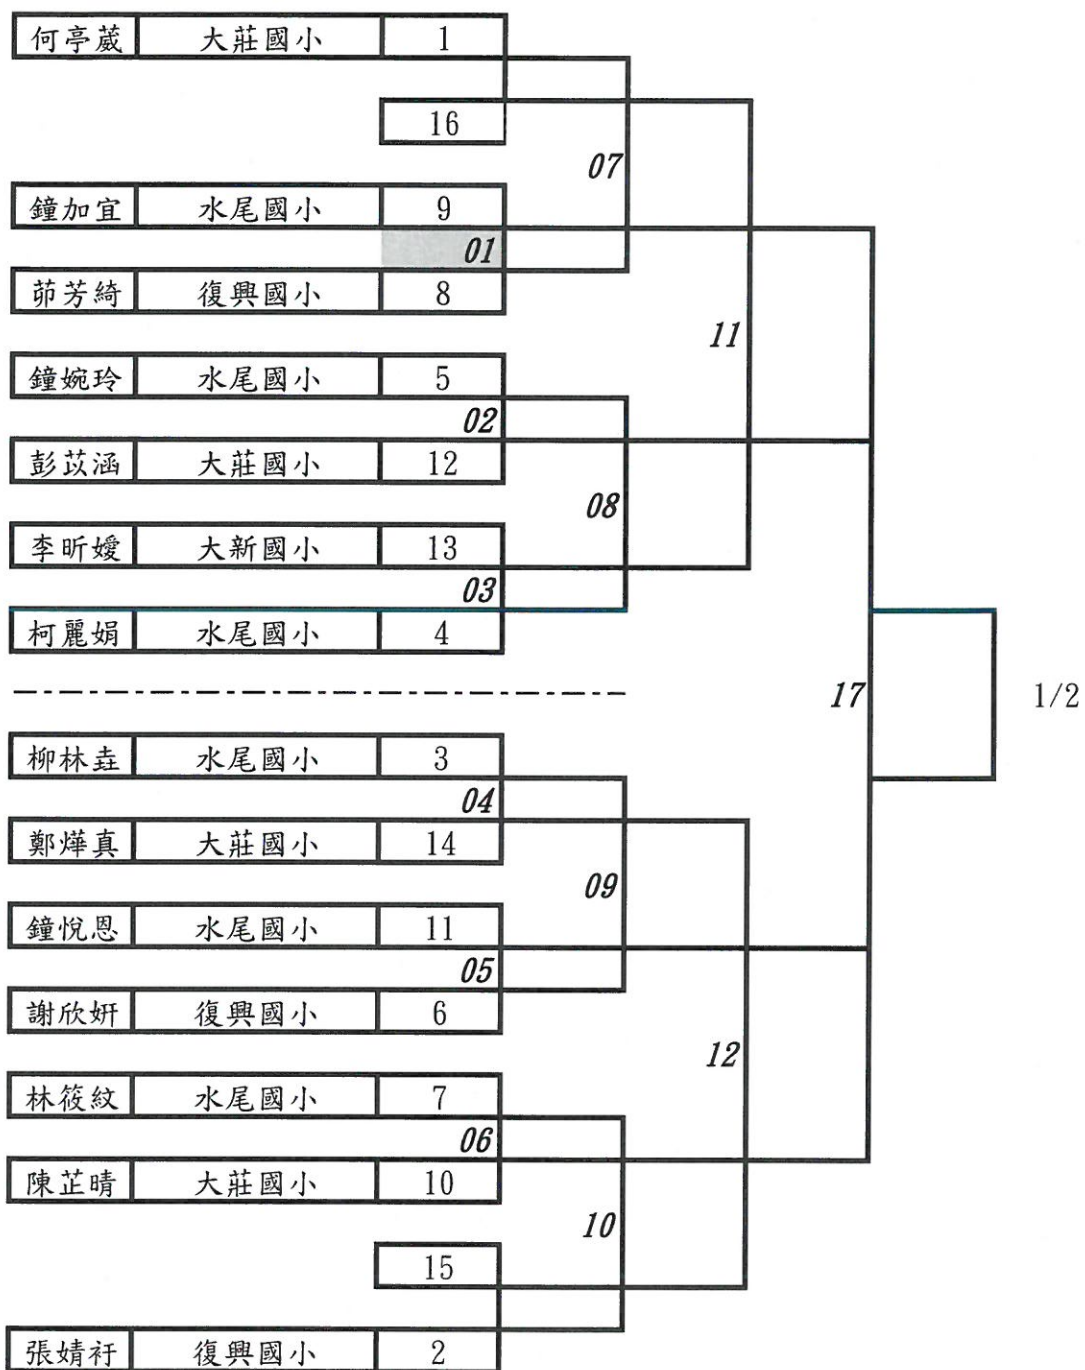 何亭葳 大莊國小 1
16
07
鐘加宜 水尾國小 9
01
茆芳綺 復興國小 8
11
鐘婉玲 水尾國小 5
02
彭苡涵 大莊國小 12
08
李昕嬡 大新國小 13
03
柯麗娟 水尾國小 4
17 1/2
柳林垚 水尾國小 3
04
鄭燁真 大莊國小 14
09
鐘悅恩 水尾國小 11
05
謝欣姸 復興國小 6
12
林筱紋 水尾國小 7
06
陳芷晴 大莊國小 10
10
15
張婧衧 復興國小 2